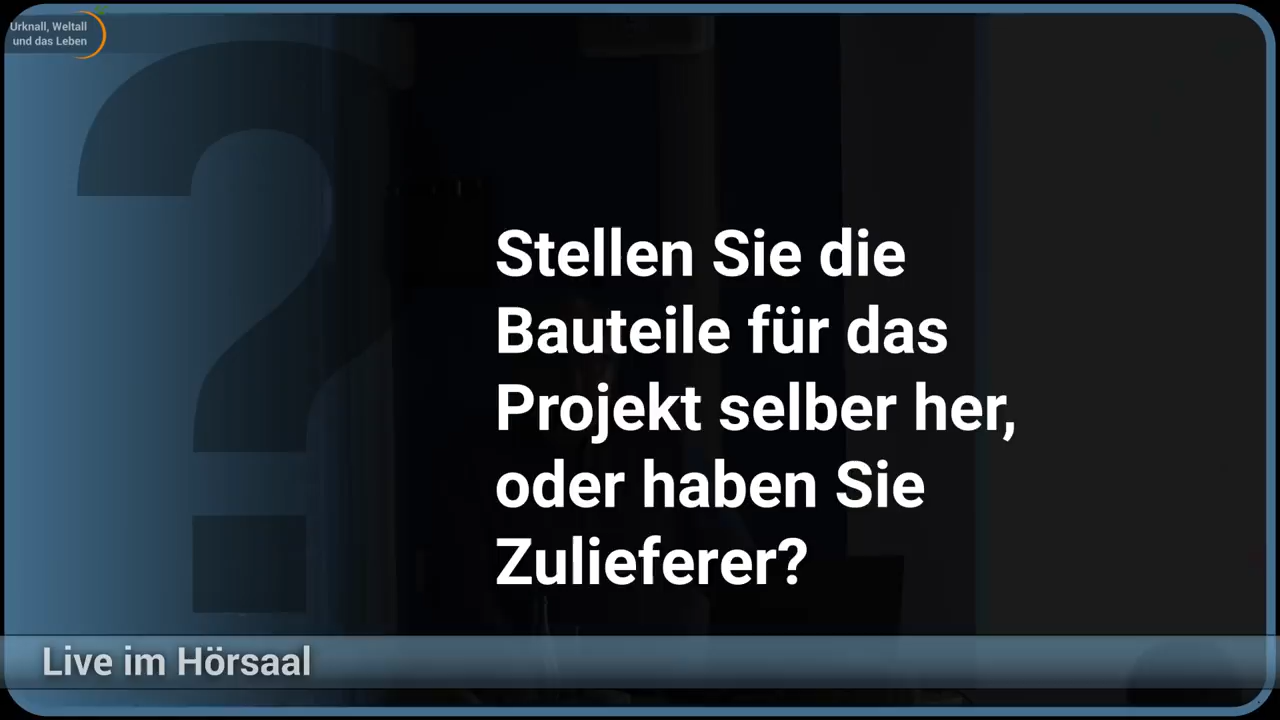 Urknall, Weltall
und das Leben
Stellen Sie die
Bauteile für das
Projekt selber her,
oder haben Sie
Zulieferer?
Live im Hörsaal